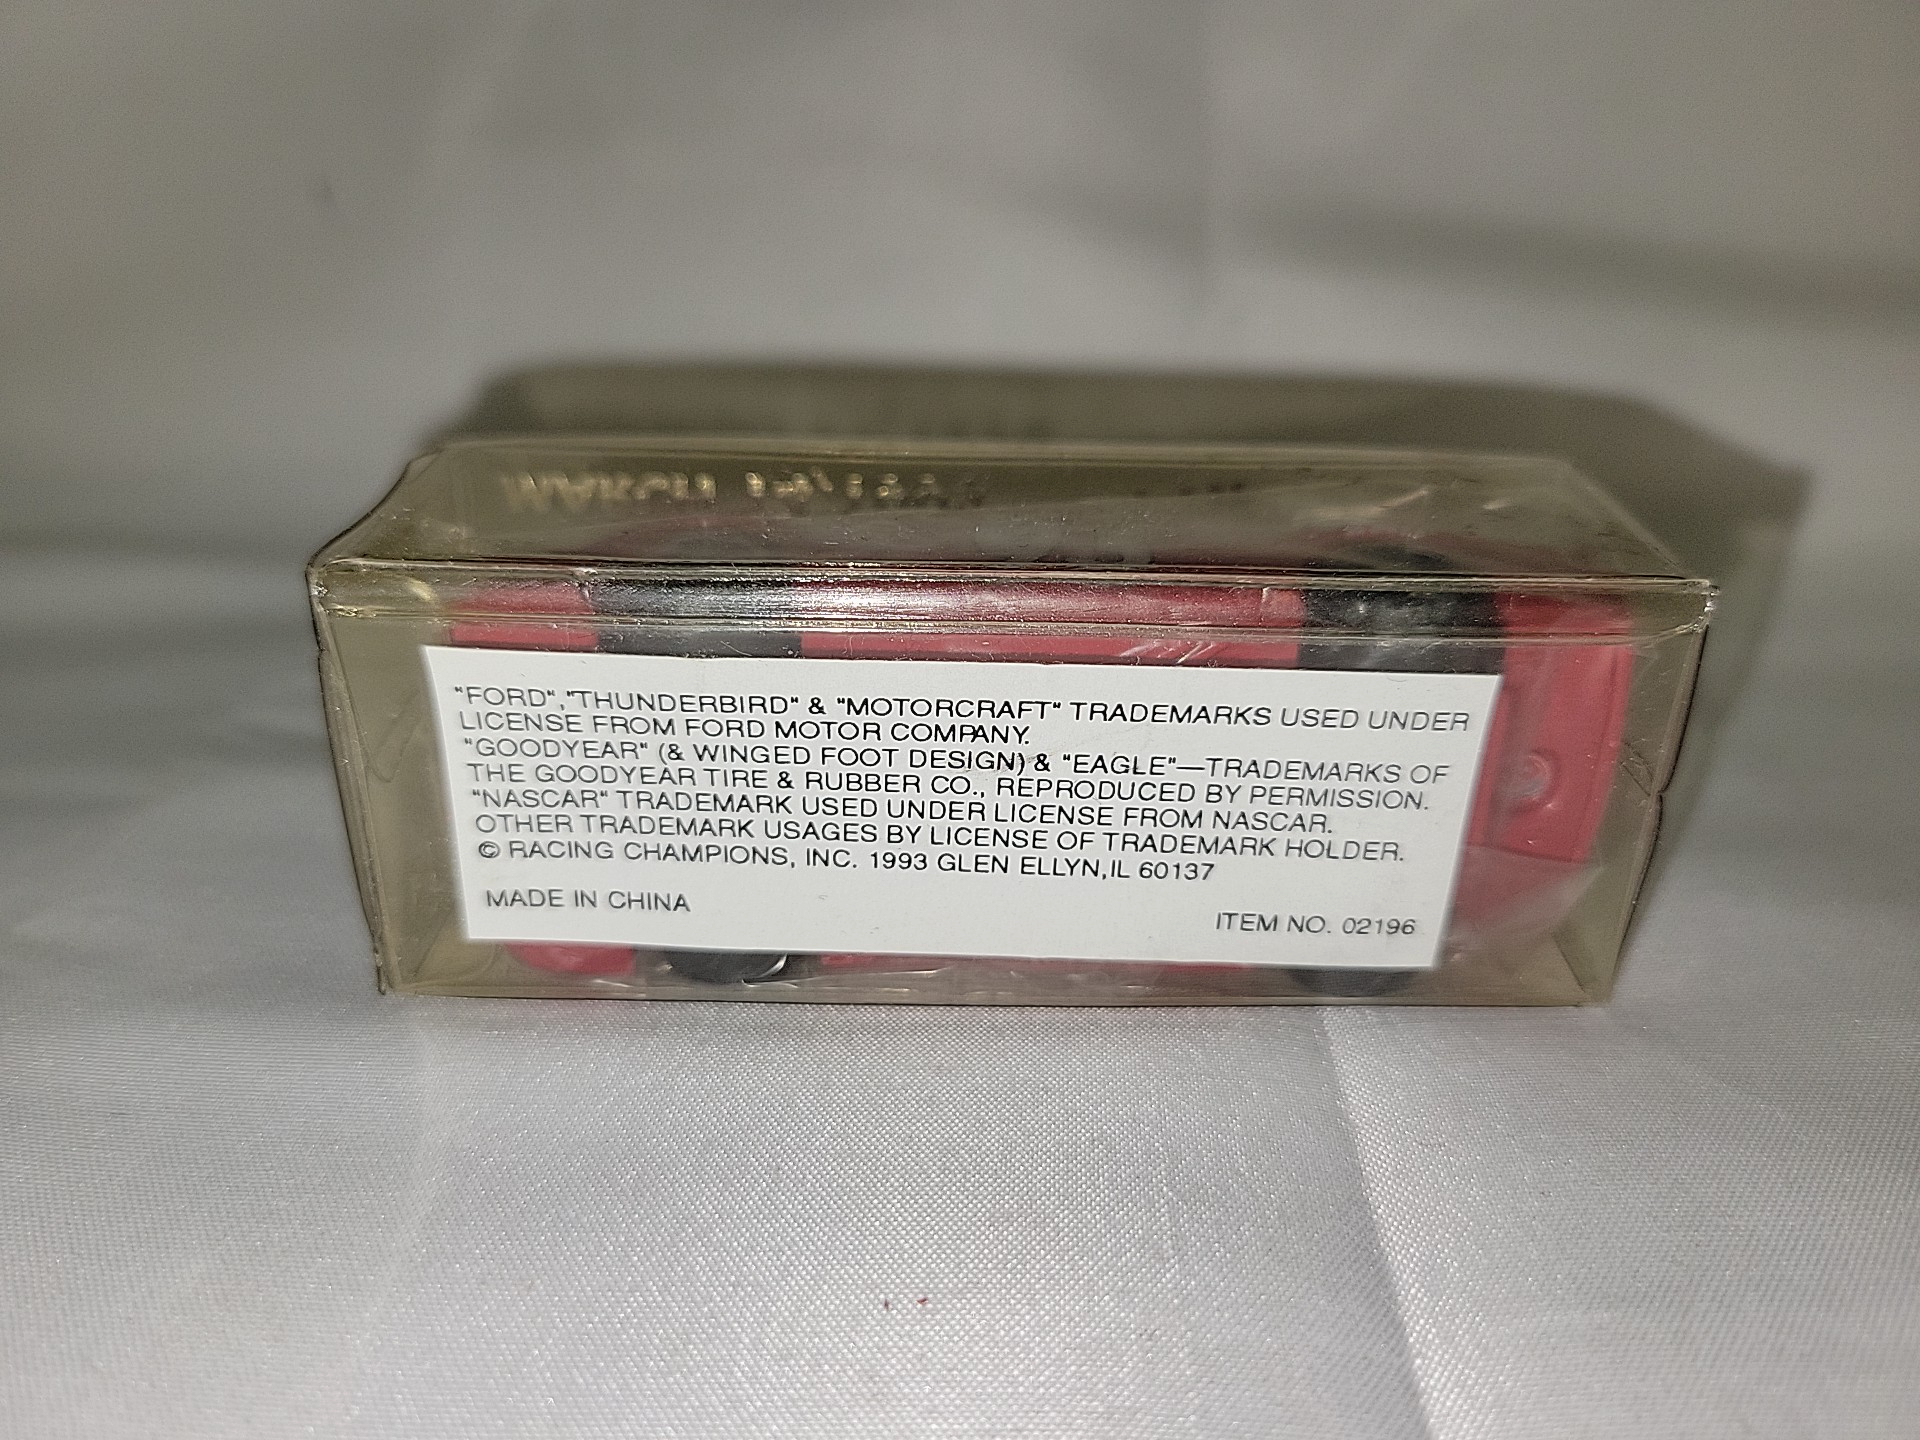 "FORD","THUNDERBIRD" & "MOTORCRAFT" TRADEMARKS USED UNDER
LICENSE FROM FORD MOTOR COMPANY.
"GOODYEAR" (& WINGED FOOT DESIGN) & "EAGLE"—TRADEMARKS OF
THE GOODYEAR TIRE & RUBBER CO., REPRODUCED BY PERMISSION.
"NASCAR" TRADEMARK USED UNDER LICENSE FROM NASCAR.
OTHER TRADEMARK USAGES BY LICENSE OF TRADEMARK HOLDER.
© RACING CHAMPIONS, INC. 1993 GLEN ELLYN,IL 60137
MADE IN CHINA
ITEM NO. 02196